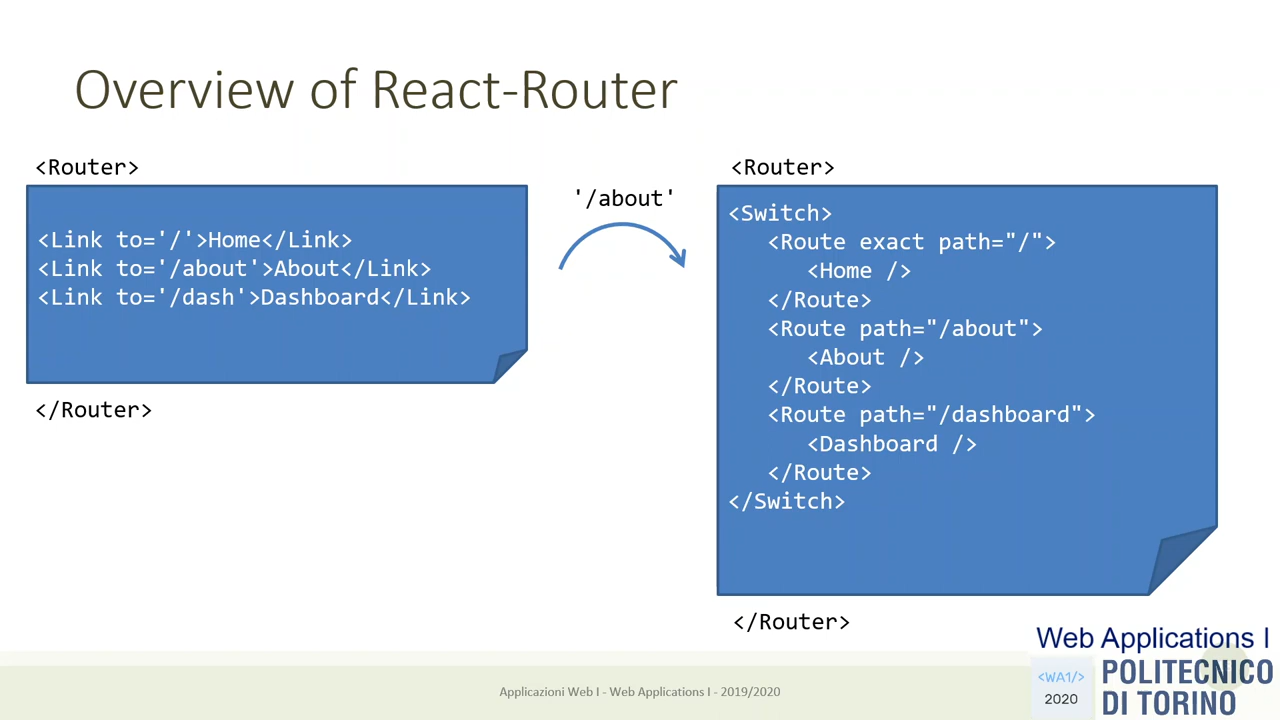 Overview of React-Router
<Router>
<Link to='/'>Home</Link>
<Link to='/about'>About</Link>
<Link to='/dash'>Dashboard</Link>
</Router>
'/about'
<Router>
<Switch>
<Route exact path="/">
<Home />
</Route>
<Route path="/about">
<About />
</Route>
<Route path="/dashboard">
<Dashboard />
</Route>
</Switch>
</Router>
Applicazioni Web I - Web Applications I - 2019/2020
Web Applications I
<WA1/>
2020
POLITECNICO
DI TORINO